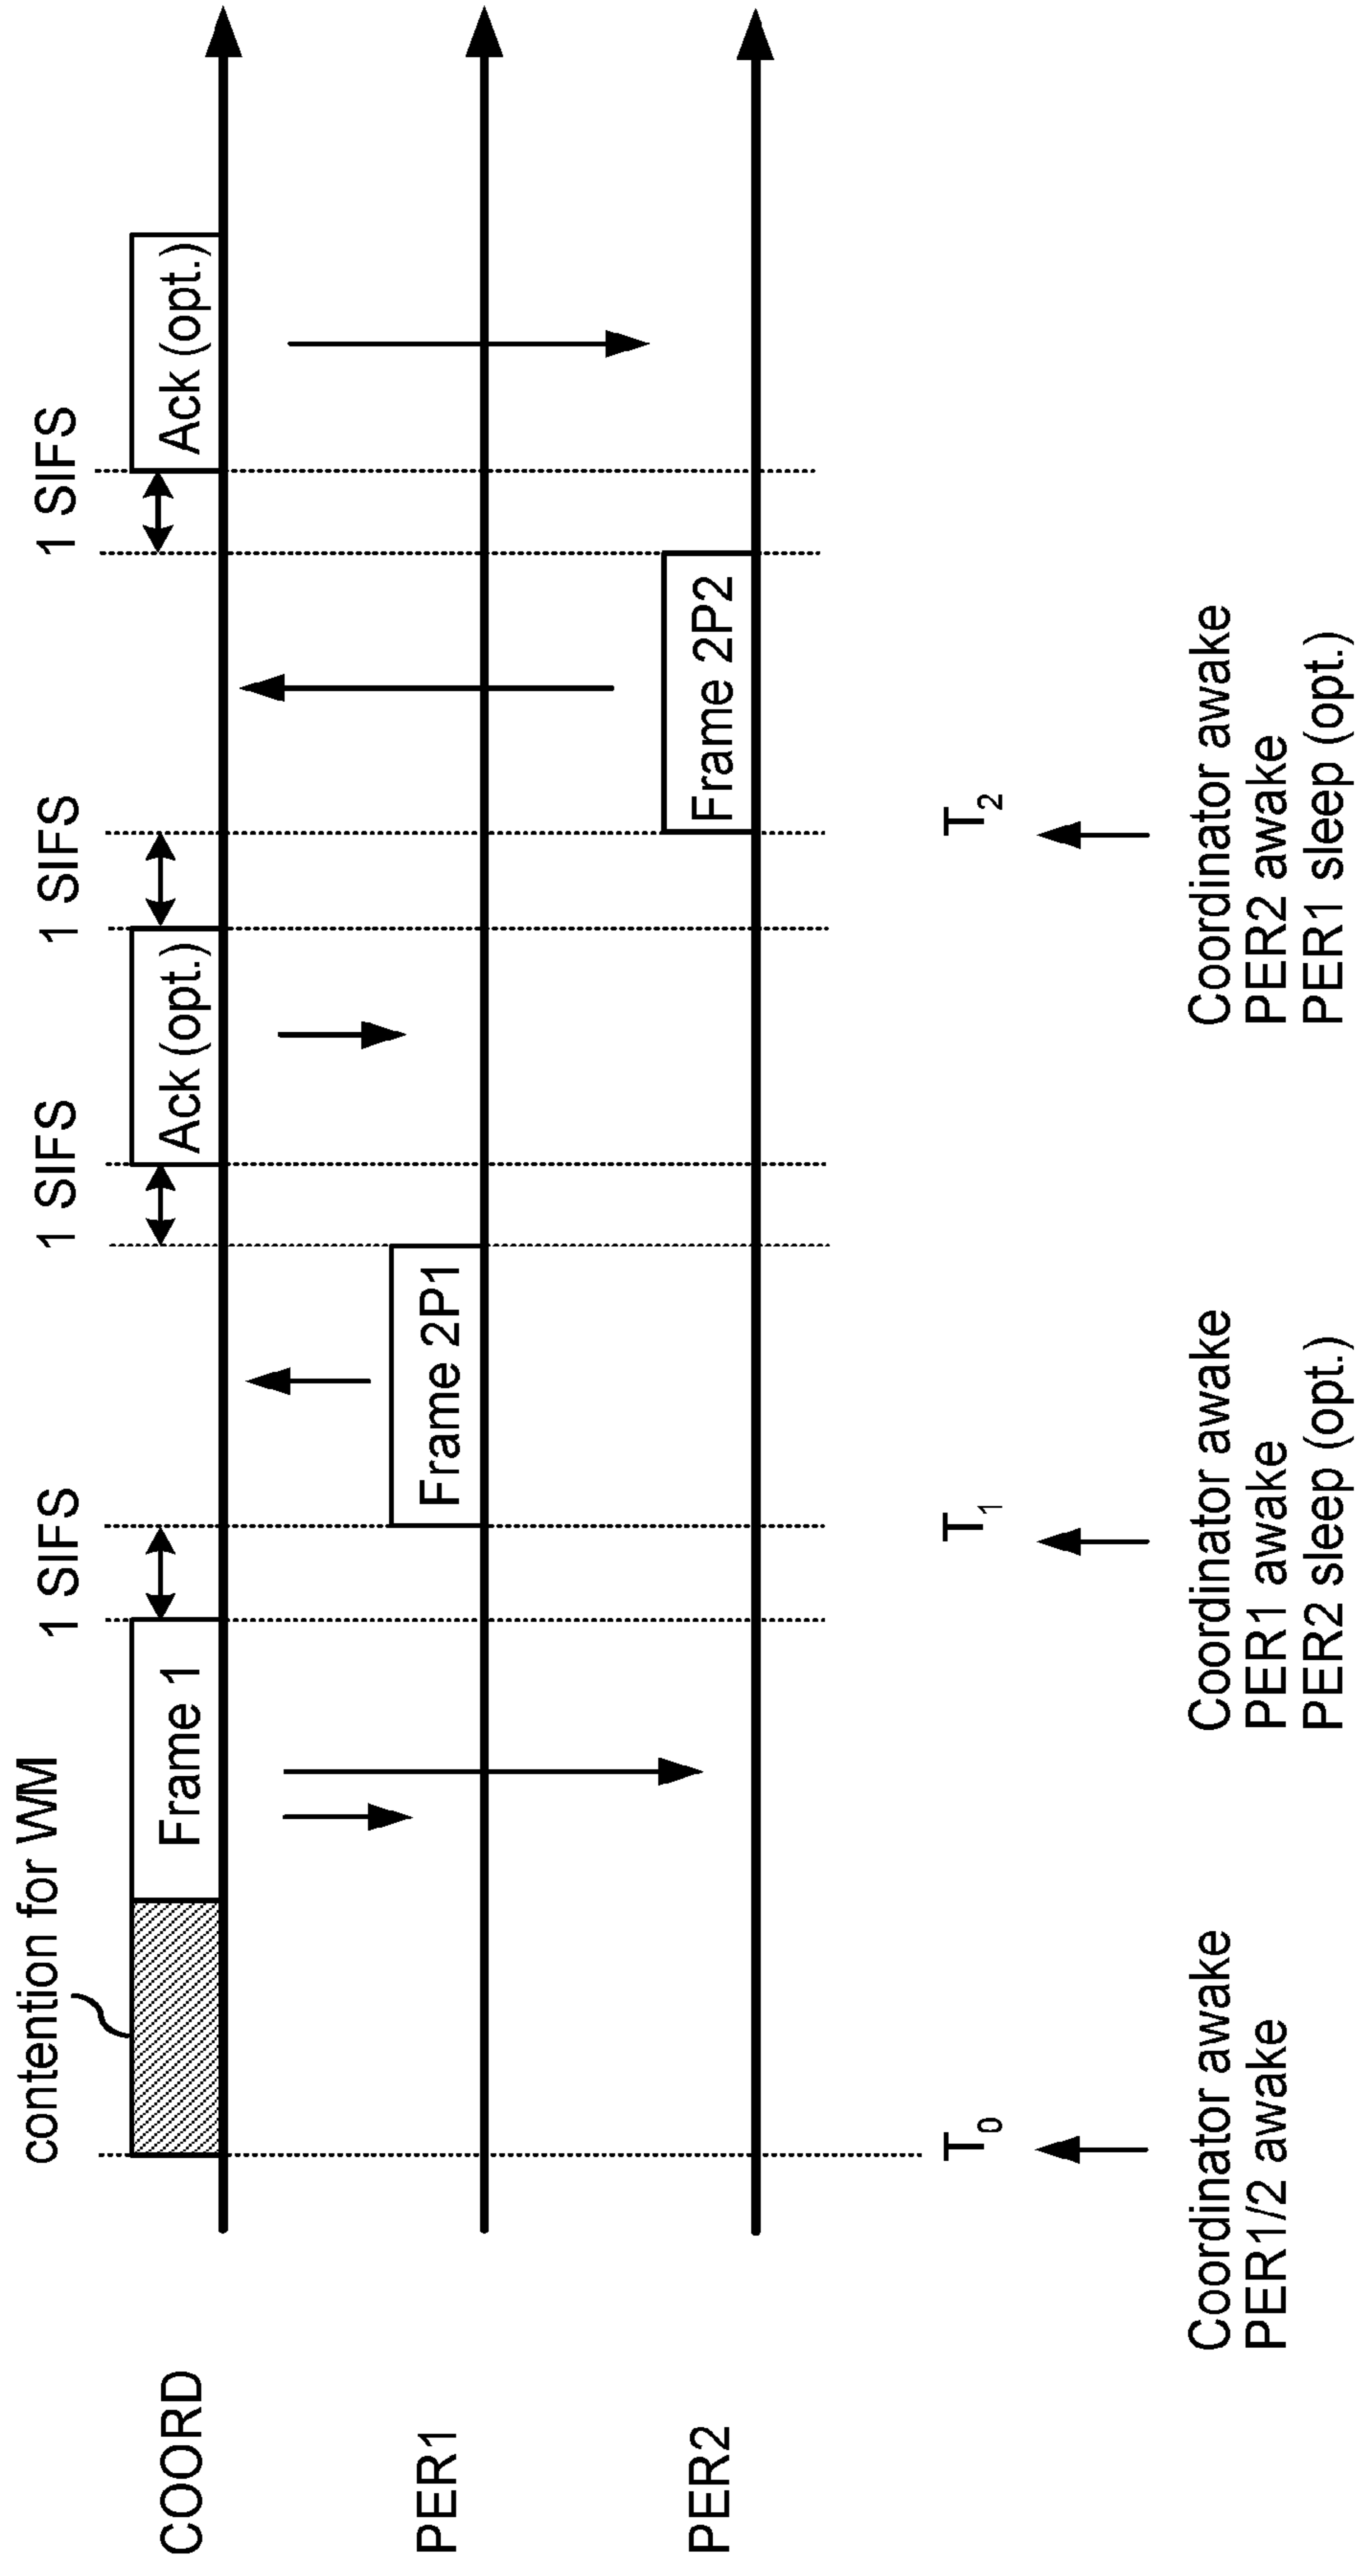 contention for WM
1 SIFS
1 SIFS
1 SIFS
1 SIFS
COORD
Frame 1
Ack (opt.)
Ack (opt.)
PER1
Frame 2P1
PER2
Frame 2P2
T0
T1
T2
Coordinator awake
PER1/2 awake
Coordinator awake
PER1 awake
PER2 sleep (opt.)
Coordinator awake
PER2 awake
PER1 sleep (opt.)